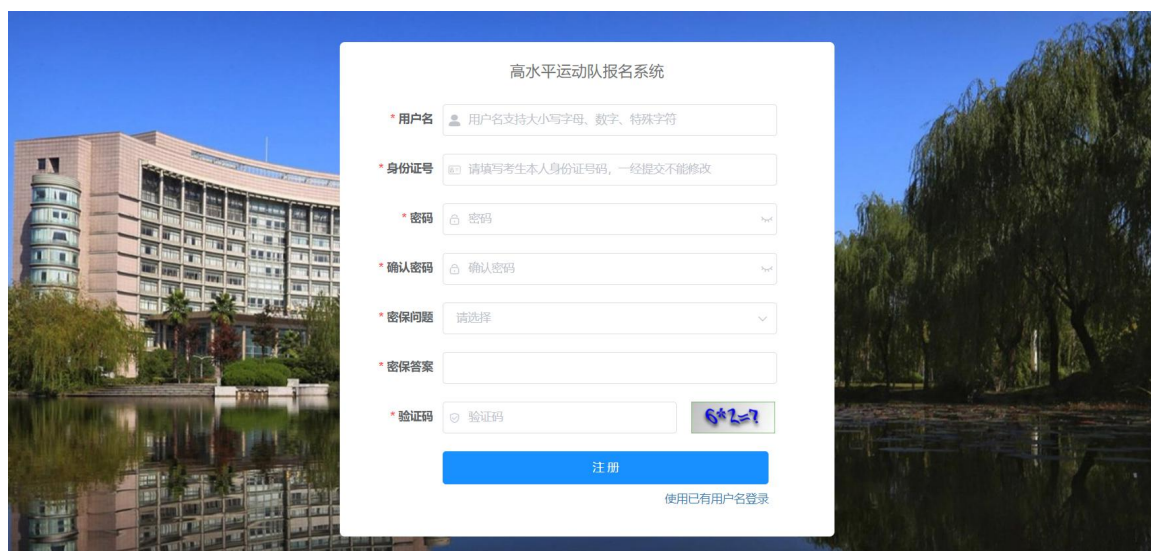 高水平运动队报名系统
* 用户名 用户名支持大小写字母、数字、特殊字符
* 身份证号 请填写考生本人身份证号码，一经提交不能修改
* 密码 密码
* 确认密码 确认密码
* 密保问题 请选择
* 密保答案
* 验证码 验证码 6*2=?
注册
使用已有用户名登录